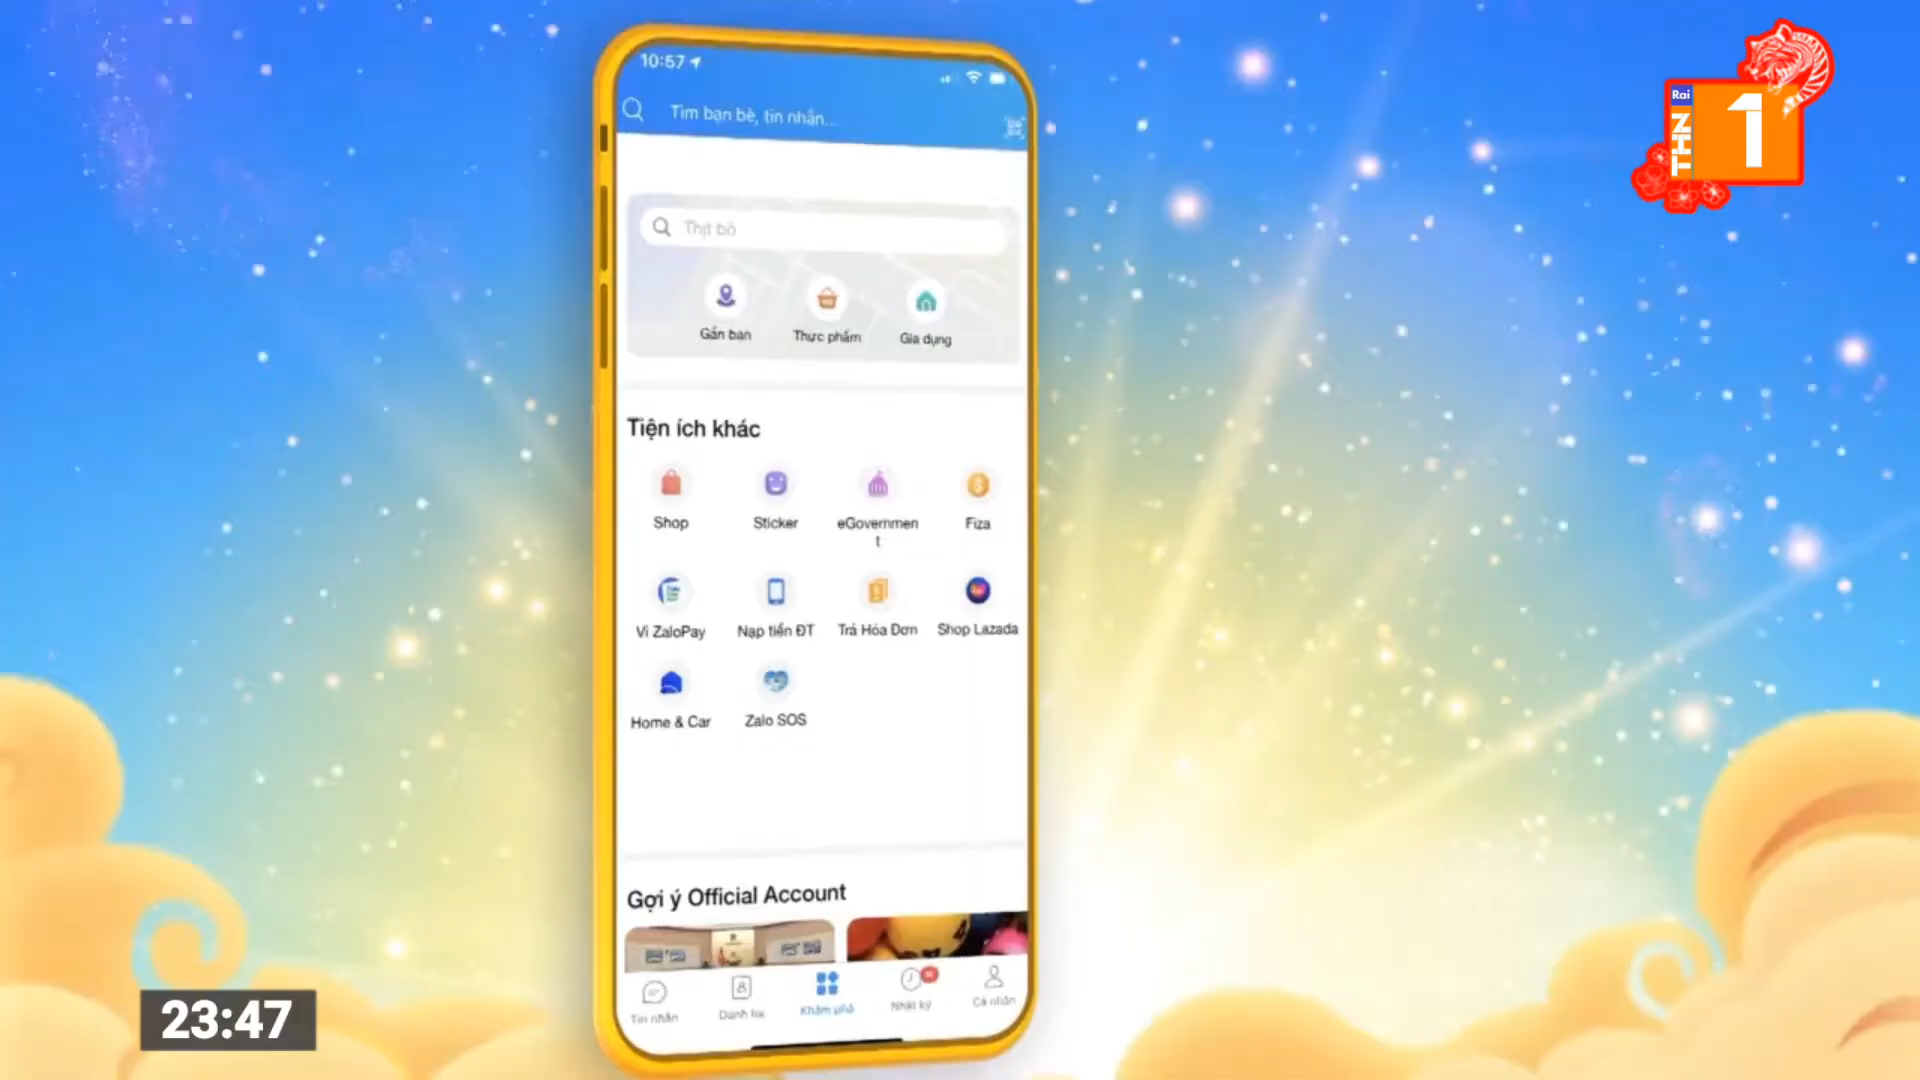 10:57
Tìm bạn bè, tin nhắn...
Rai
THN
1
Thịt bò
Gần bạn
Thực phẩm
Gia dụng
Tiện ích khác
Shop
Sticker
eGovernmen
t
Fiza
Ví ZaloPay
Nạp tiền ĐT
Trả Hóa Đơn
Shop Lazada
Home & Car
Zalo SOS
Gợi ý Official Account
4
Tin nhắn
Danh bạ
Khám phá
Nhật ký
Cá nhân
23:47